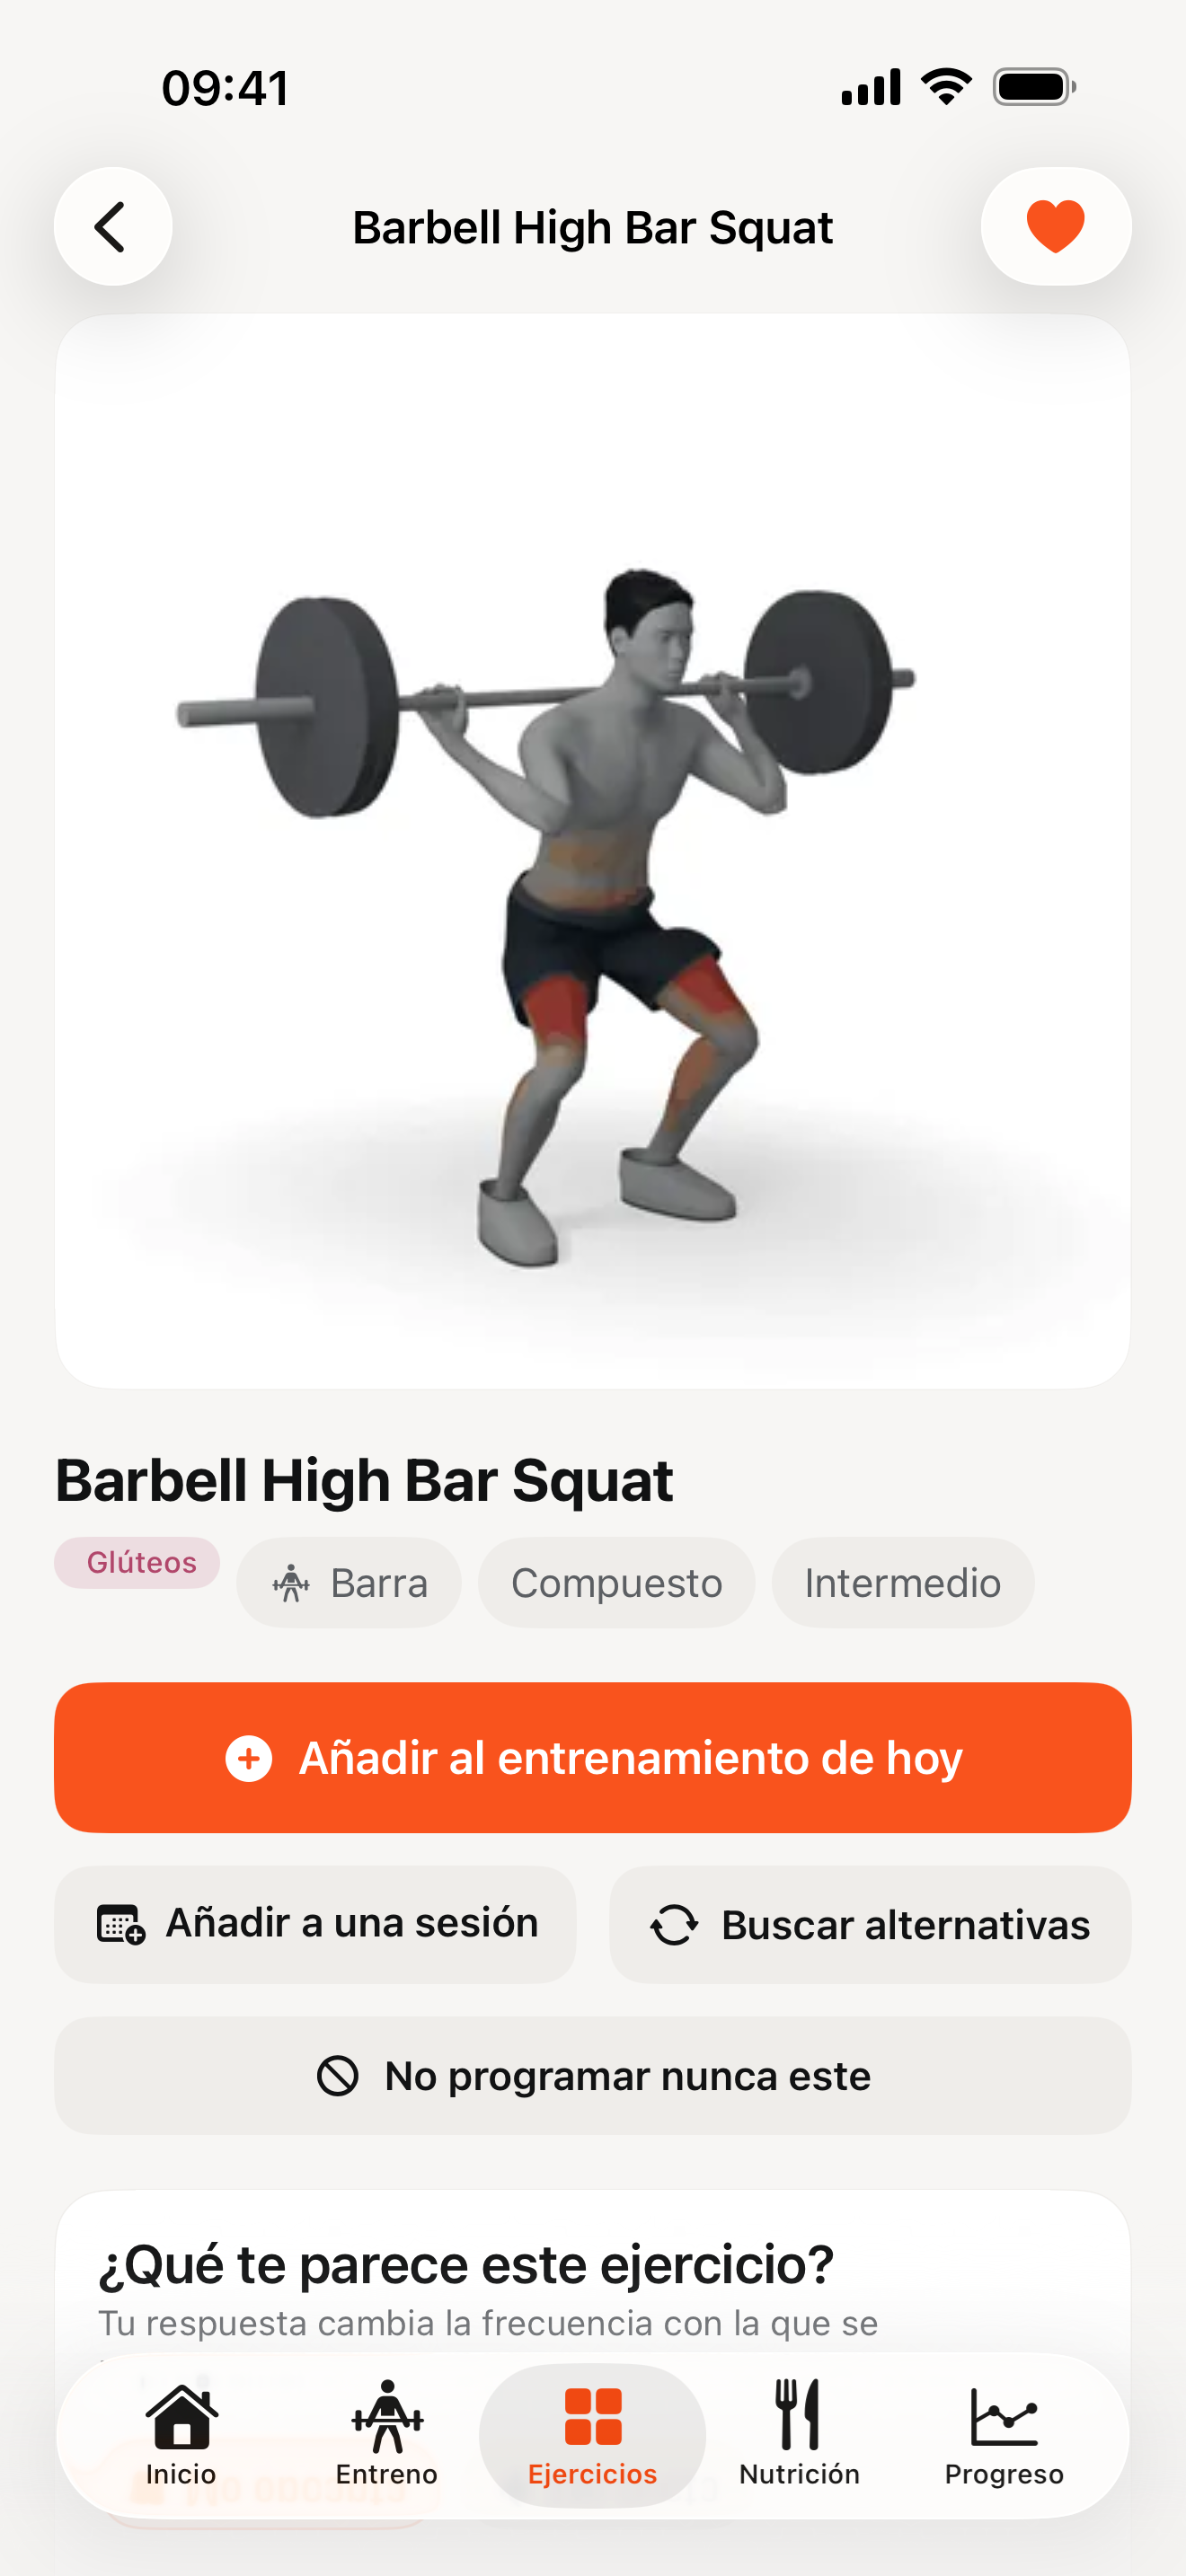 09:41
Barbell High Bar Squat
Barbell High Bar Squat
Glúteos
Barra
Compuesto
Intermedio
Añadir al entrenamiento de hoy
Añadir a una sesión
Buscar alternativas
No programar nunca este
¿Qué te parece este ejercicio?
Tu respuesta cambia la frecuencia con la que se
Inicio
Entreno
Ejercicios
Nutrición
Progreso